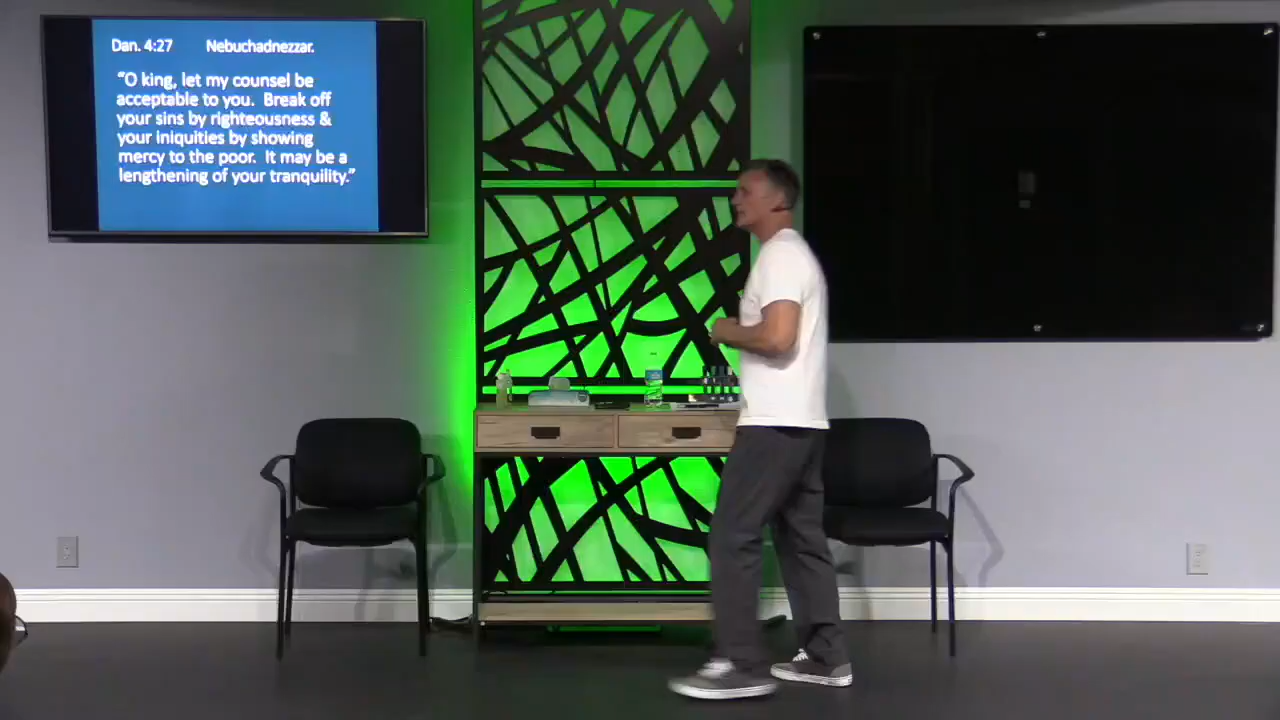 Dan. 4:27 Nebuchadnezzar.
“O king, let my counsel be
acceptable to you. Break off
your sins by righteousness &
your iniquities by showing
mercy to the poor. It may be a
lengthening of your tranquility.”